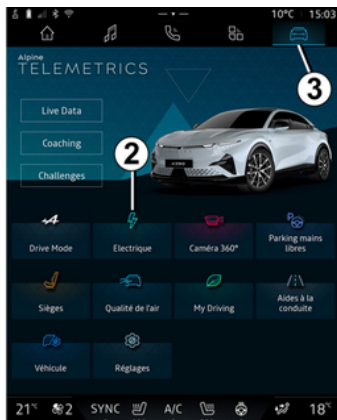 10°C 15:03
Alpine
TELEMETRICS
3
Live Data
Coaching
2
Challenges
Drive Mode
Electrique
Caméra 360°
Parking mains
libres
Sièges
Qualité de l'air
My Driving
Aides à la
conduite
Véhicule
Réglages
21°C 2 SYNC A/C 18°C